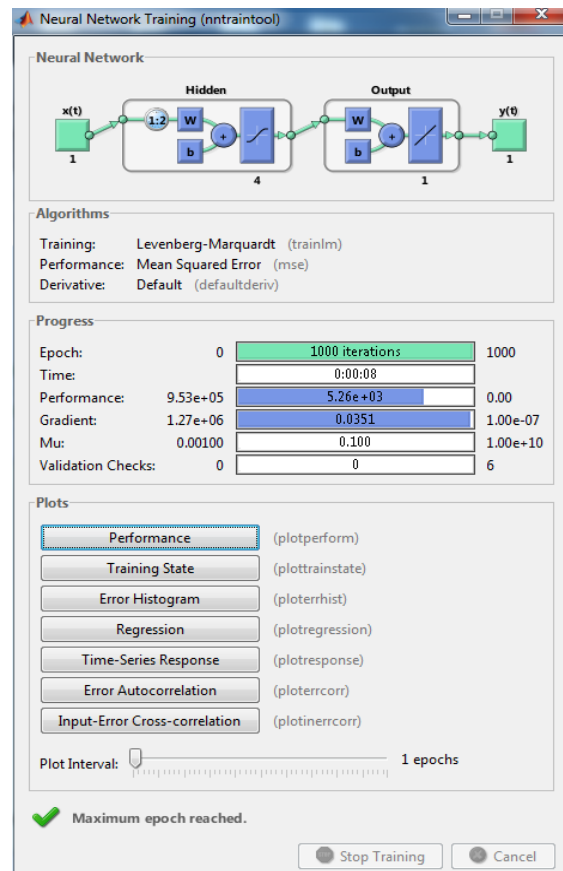 Neural Network Training (nntraintool)
Neural Network
Hidden
Output
x(t)
1:2
W
b
W
b
y(t)
1
4
1
1
Algorithms
Training: Levenberg-Marquardt (trainlm)
Performance: Mean Squared Error (mse)
Derivative: Default (defaultderiv)
Progress
Epoch: 0 1000 iterations 1000
Time: 0:00:08
Performance: 9.53e+05 5.26e+03 0.00
Gradient: 1.27e+06 0.0351 1.00e-07
Mu: 0.00100 0.100 1.00e+10
Validation Checks: 0 0 6
Plots
Performance (plotperform)
Training State (plottrainstate)
Error Histogram (ploterrhist)
Regression (plotregression)
Time-Series Response (plotresponse)
Error Autocorrelation (ploterrcorr)
Input-Error Cross-correlation (plotinerrcorr)
Plot Interval: 1 epochs
Maximum epoch reached.
Stop Training Cancel